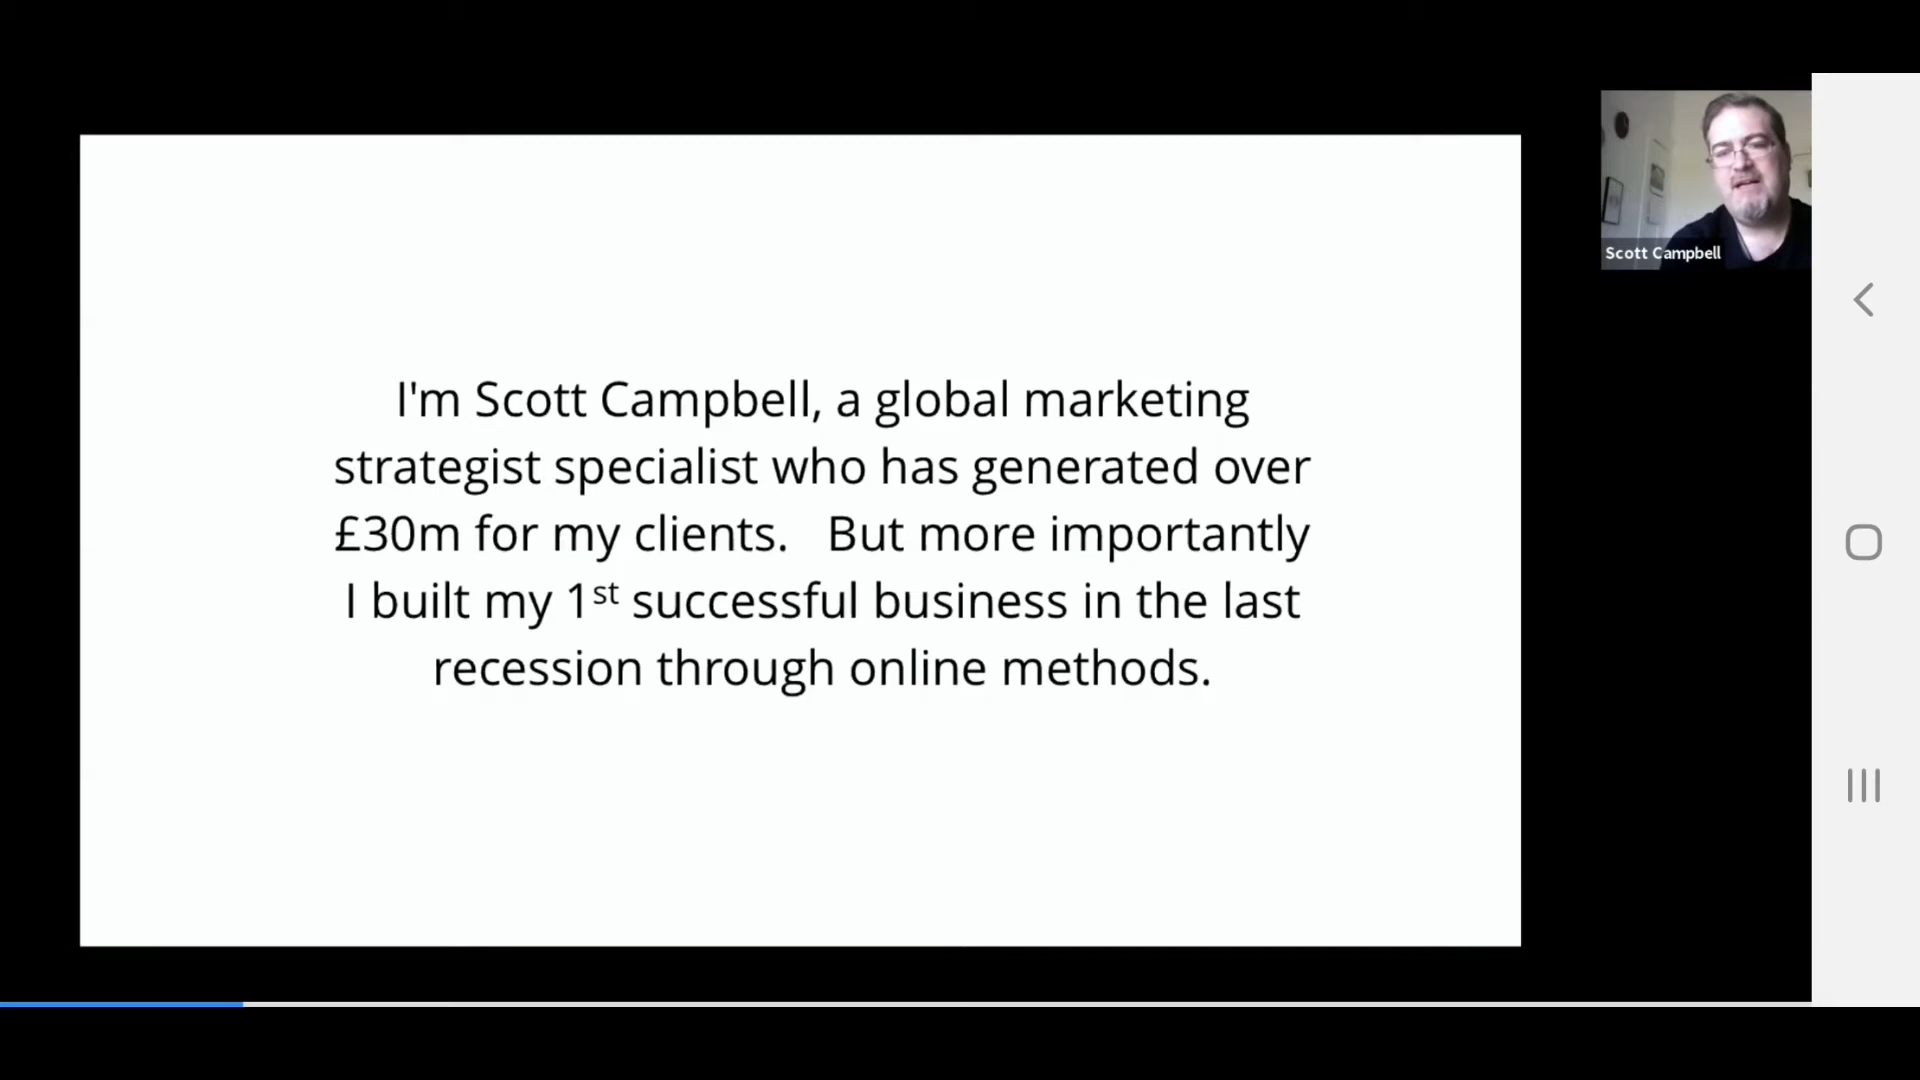 I'm Scott Campbell, a global marketing
strategist specialist who has generated over
£30m for my clients.   But more importantly
I built my 1st successful business in the last
recession through online methods.
Scott Campbell